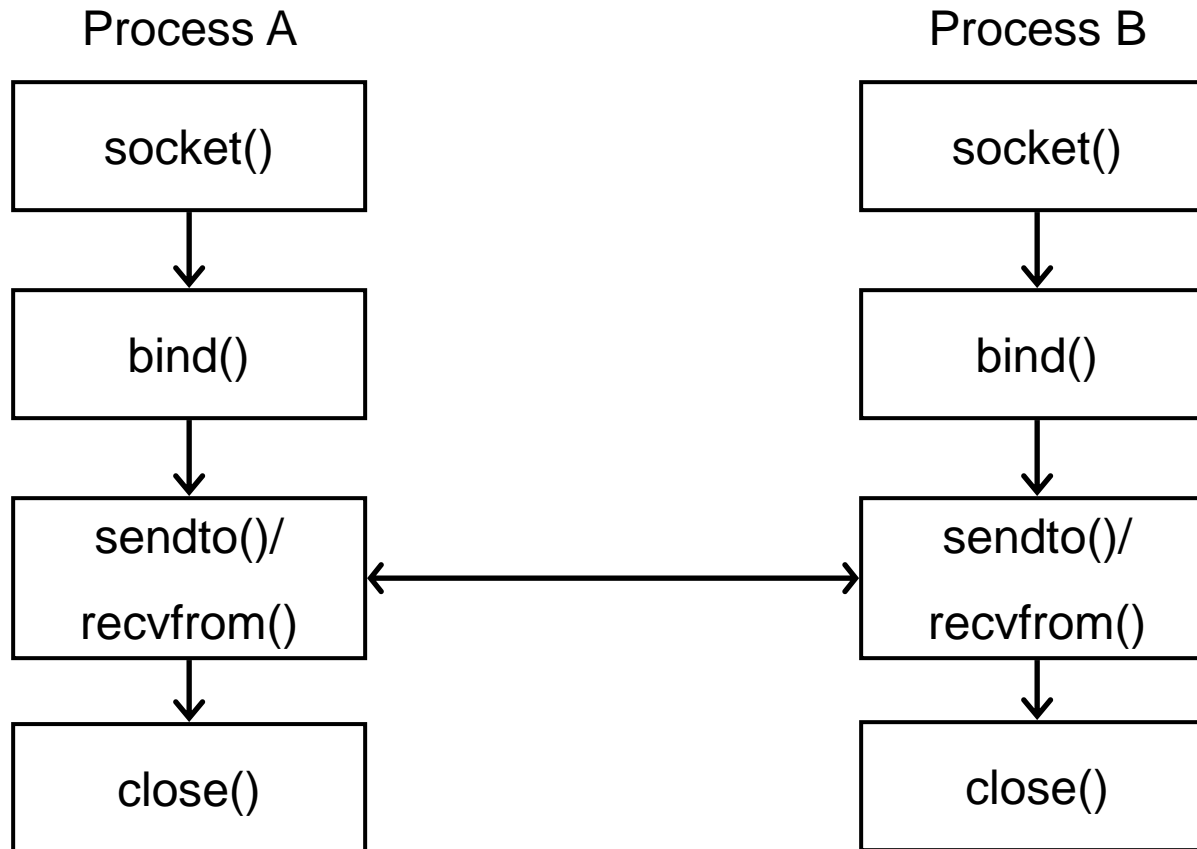 Process A
Process B
socket()
socket()
bind()
bind()
sendto()/
recvfrom()
sendto()/
recvfrom()
close()
close()